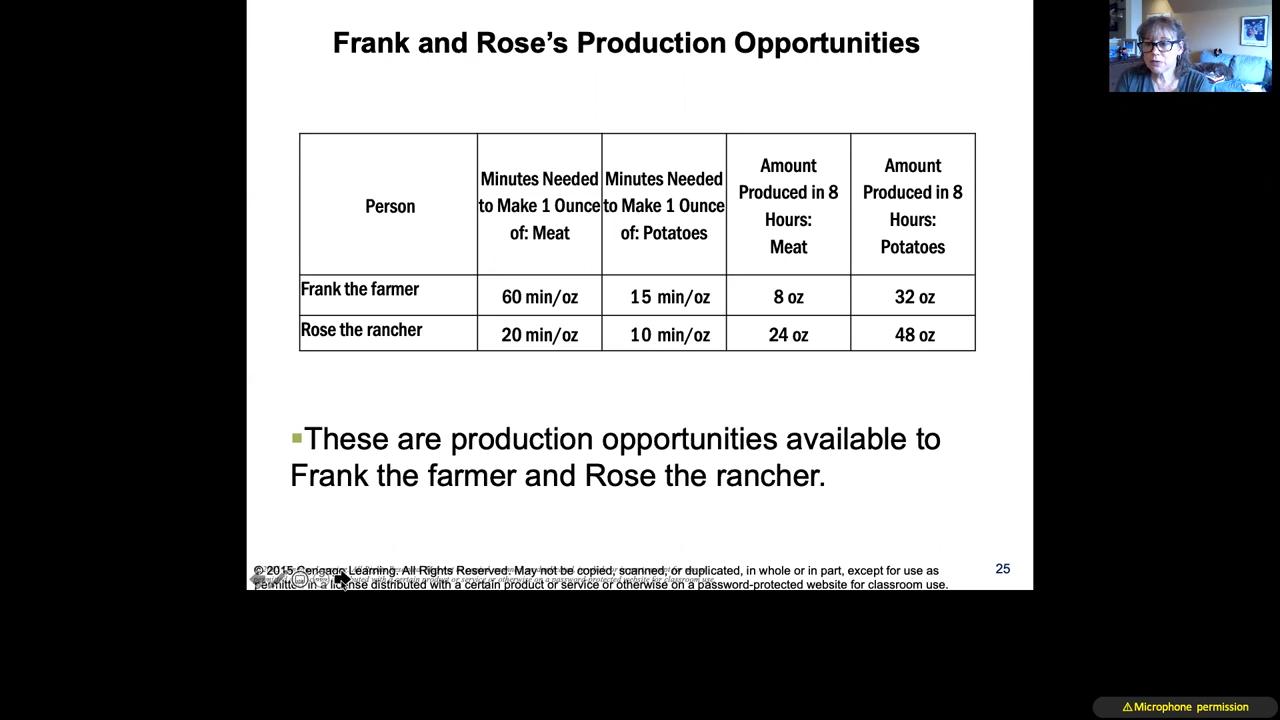 Frank and Rose's Production Opportunities
Person
Minutes Needed
to Make 1 Ounce
of: Meat
Minutes Needed
to Make 1 Ounce
of: Potatoes
Amount
Produced in 8
Hours:
Meat
Amount
Produced in 8
Hours:
Potatoes
Frank the farmer
60 min/oz
15 min/oz
8 oz
32 oz
Rose the rancher
20 min/oz
10 min/oz
24 oz
48 oz
These are production opportunities available to
Frank the farmer and Rose the rancher.
© 2015 Cengage Learning. All Rights Reserved. May not be copied, scanned, or duplicated, in whole or in part, except for use as
permitted in a license distributed with a certain product or service or otherwise on a password-protected website for classroom use.
25
⚠Microphone permission